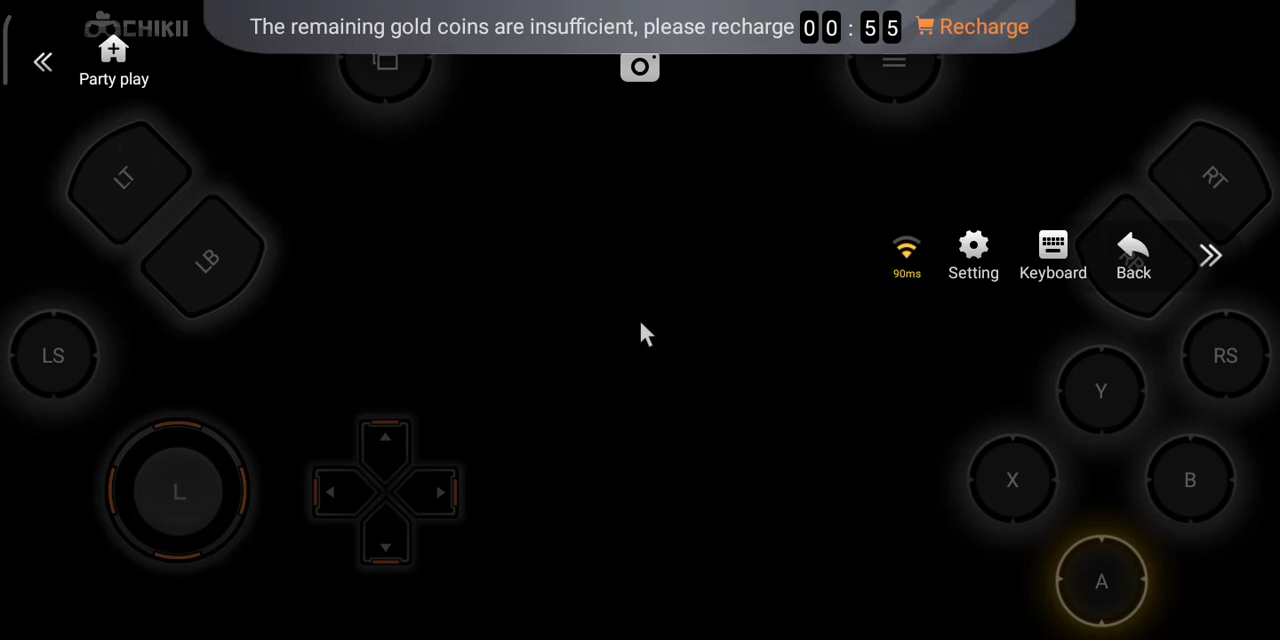 The remaining gold coins are insufficient, please recharge 00:55 Recharge
CHIKII
Party play
LT
RT
LB
RB
90ms
Setting
Keyboard
Back
LS
RS
Y
X
B
L
A